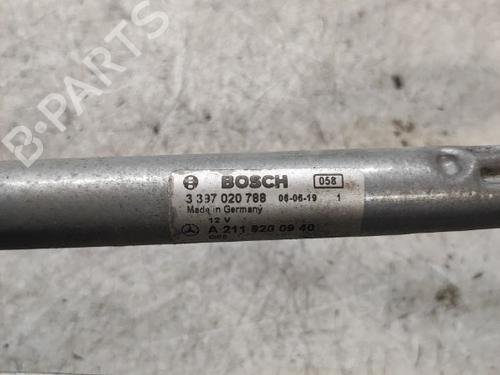 BOSCH 058
3 397 020 788 06-06-19 1
Made in Germany
12 V
A 211 820 09 40
B-PARTS